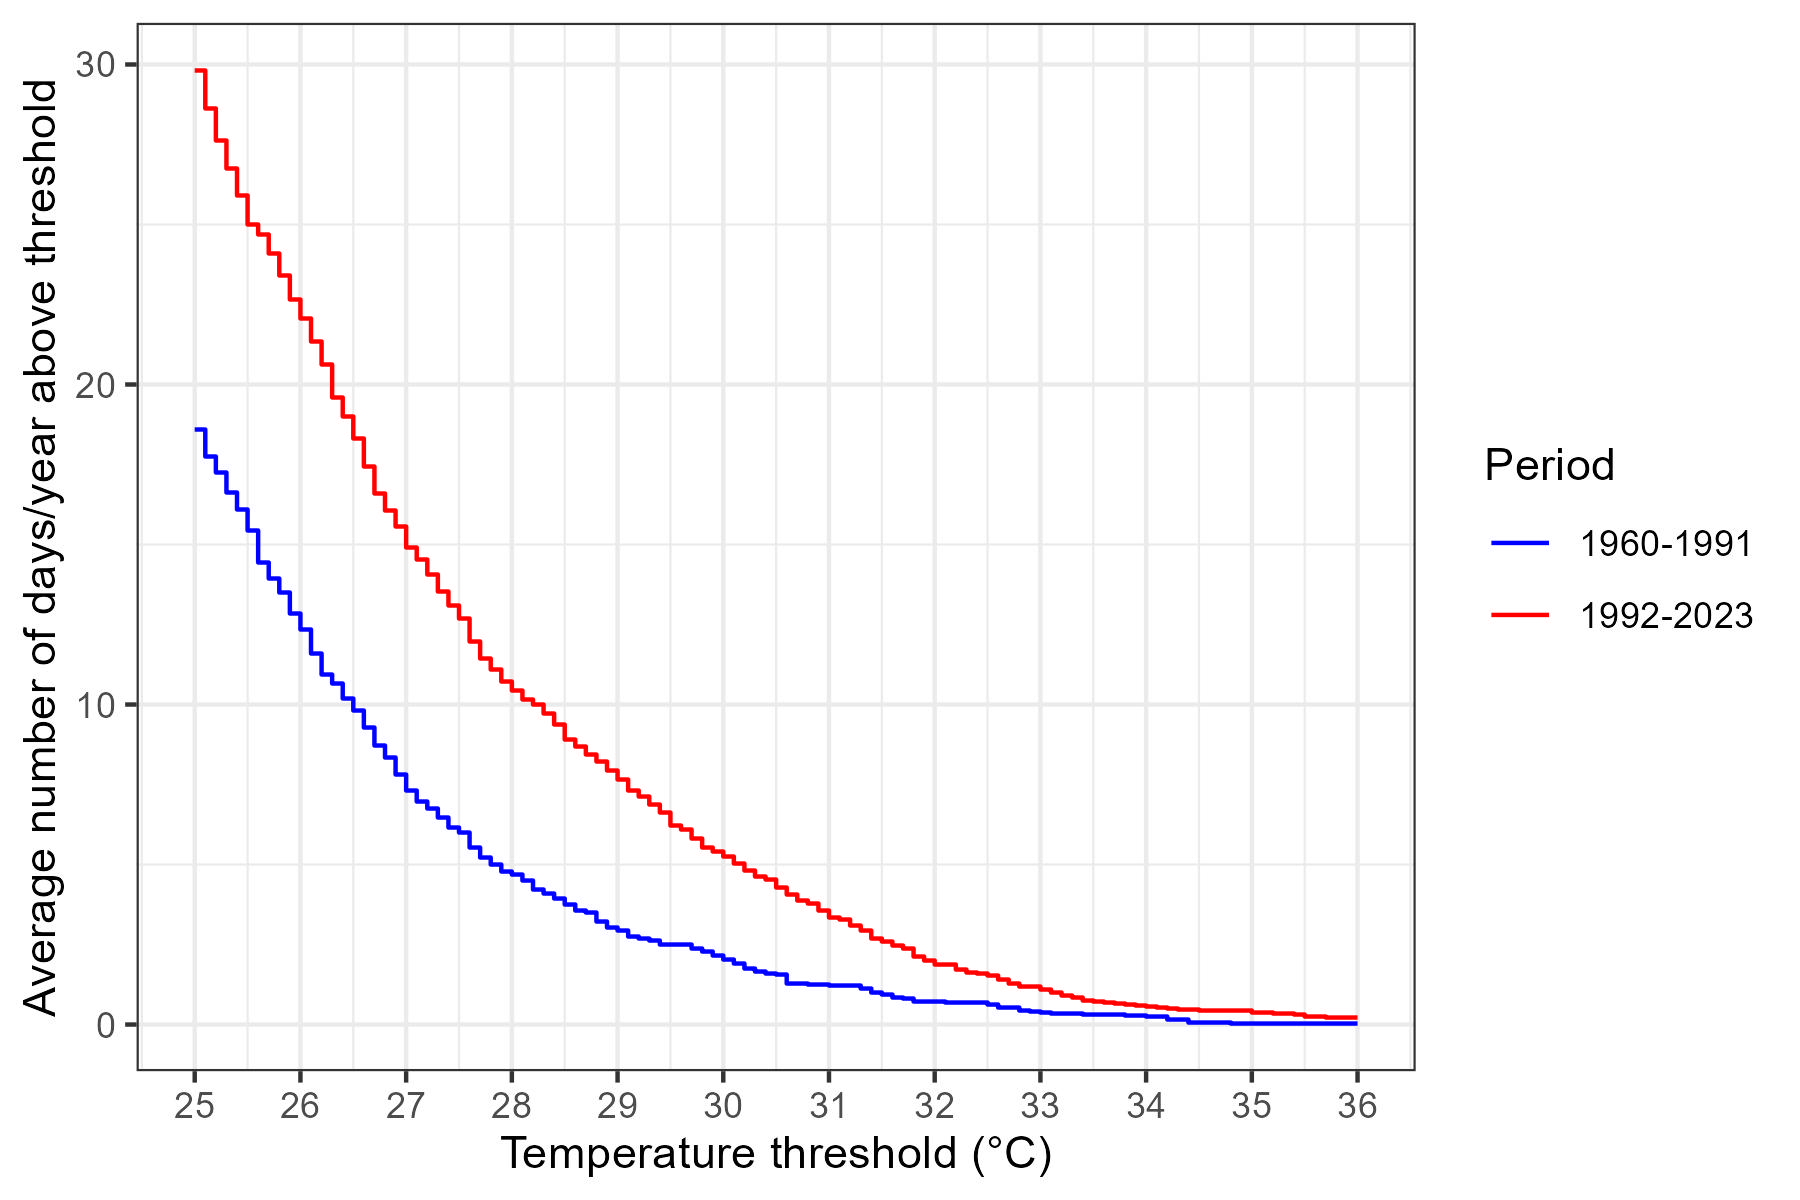 Average number of days/year above threshold
30
20
10
0
25 26 27 28 29 30 31 32 33 34 35 36
Temperature threshold (°C)
Period
1960-1991
1992-2023